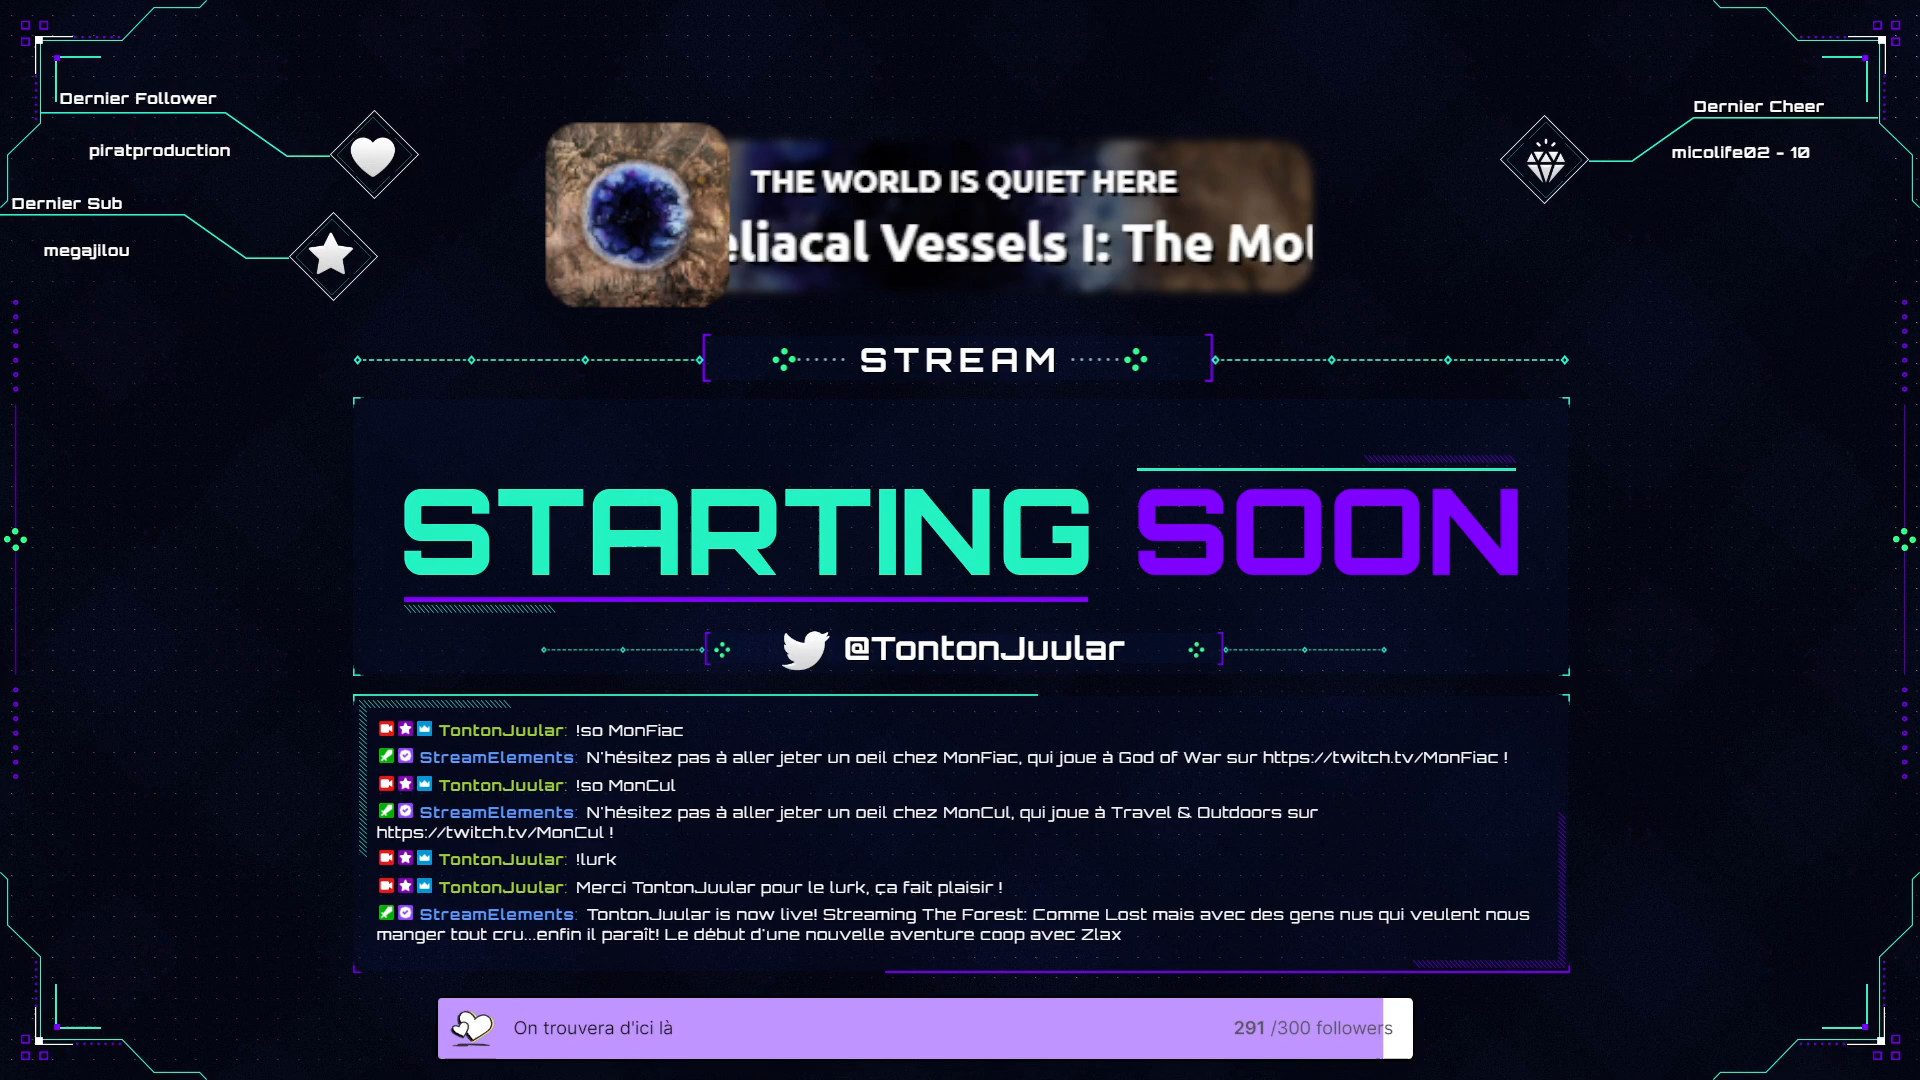 Dernier Follower
piratproduction
Dernier Sub
megajilou
THE WORLD IS QUIET HERE
eliacal Vessels I: The Mol
Dernier Cheer
micolife02 - 10
STREAM
STARTING SOON
@TontonJuular
TontonJuular: !so MonFiac
StreamElements: N'hésitez pas à aller jeter un oeil chez MonFiac, qui joue à God of War sur https://twitch.tv/MonFiac !
TontonJuular: !so MonCul
StreamElements: N'hésitez pas à aller jeter un oeil chez MonCul, qui joue à Travel & Outdoors sur
https://twitch.tv/MonCul !
TontonJuular: !lurk
TontonJuular: Merci TontonJuular pour le lurk, ça fait plaisir !
StreamElements: TontonJuular is now live! Streaming The Forest: Comme Lost mais avec des gens nus qui veulent nous
manger tout cru...enfin il paraît! Le début d'une nouvelle aventure coop avec Zlax
On trouvera d'ici là
291 /300 followers